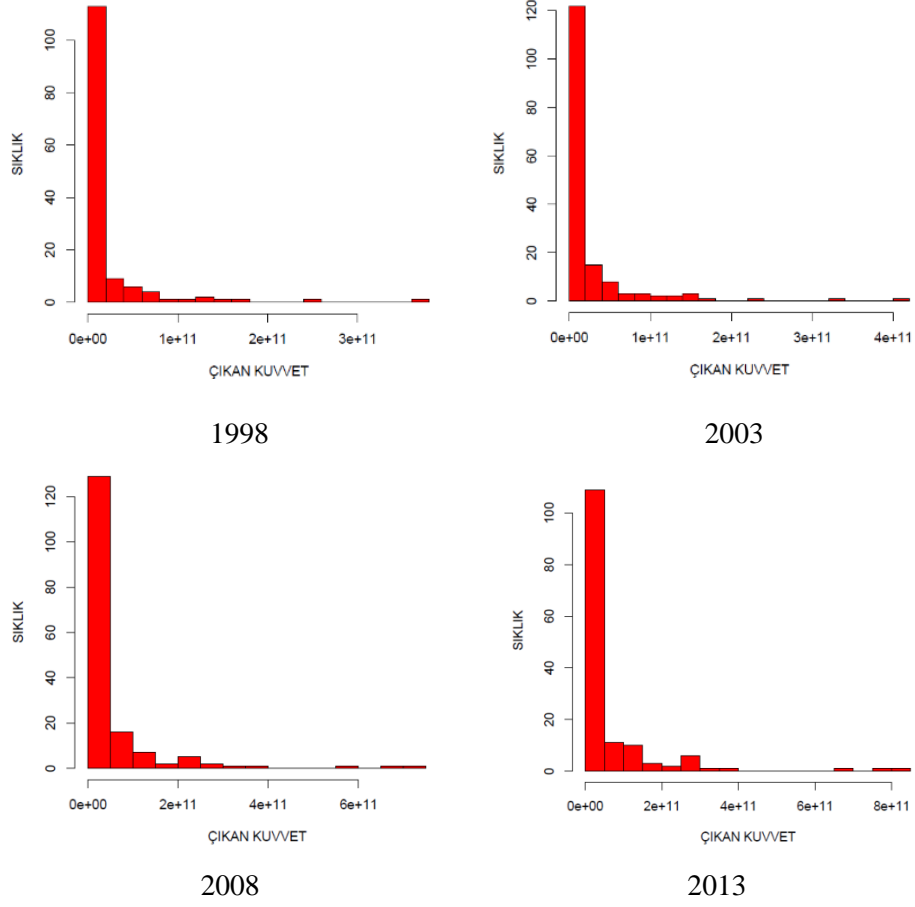 SIKLIK
0 20 40 60 80 100
0e+00 1e+11 2e+11 3e+11
ÇIKAN KUVVET
1998
SIKLIK
0 20 40 60 80 100 120
0e+00 1e+11 2e+11 3e+11 4e+11
ÇIKAN KUVVET
2003
SIKLIK
0 20 40 60 80 100 120
0e+00 2e+11 4e+11 6e+11
ÇIKAN KUVVET
2008
SIKLIK
0 20 40 60 80 100
0e+00 2e+11 4e+11 6e+11 8e+11
ÇIKAN KUVVET
2013